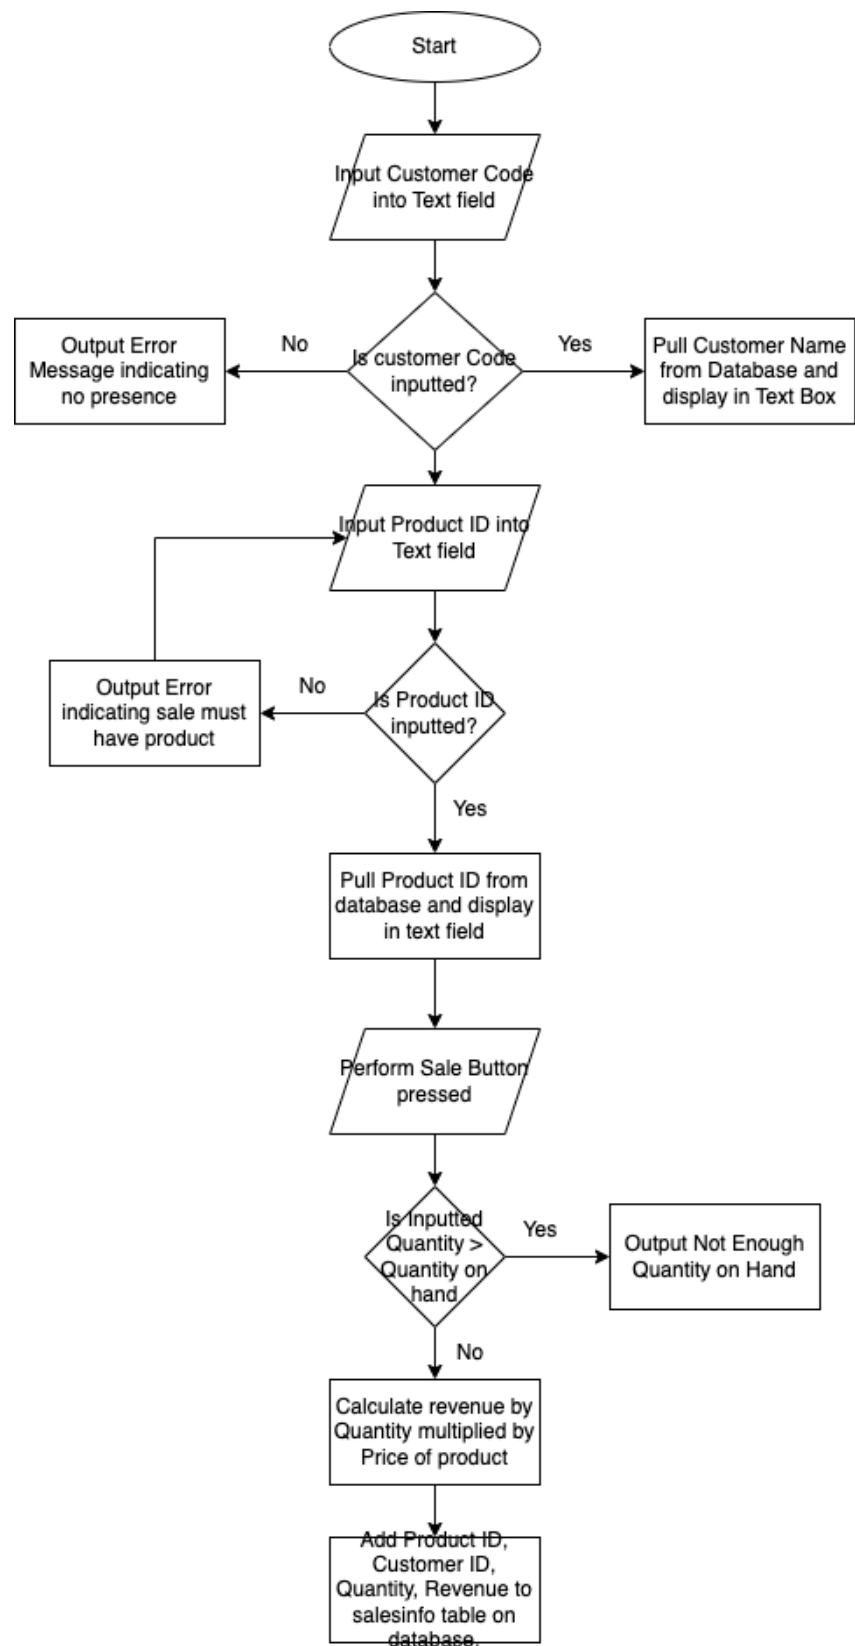 Start
Input Customer Code
into Text field
No
Is customer Code
inputted?
Yes
Output Error
Message indicating
no presence
Pull Customer Name
from Database and
display in Text Box
Input Product ID into
Text field
Output Error
indicating sale must
have product
No
Is Product ID
inputted?
Yes
Pull Product ID from
database and display
in text field
Perform Sale Button
pressed
Is Inputted
Quantity >
Quantity on
hand
Yes
Output Not Enough
Quantity on Hand
No
Calculate revenue by
Quantity multiplied by
Price of product
Add Product ID,
Customer ID,
Quantity, Revenue to
salesinfo table on
database.